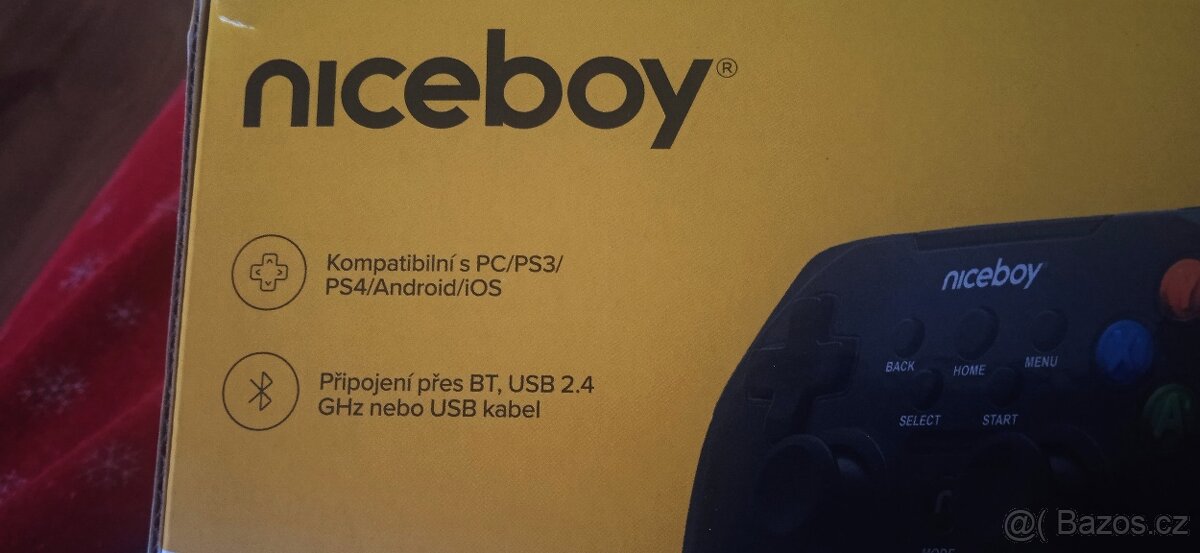 niceboy®
Kompatibilní s PC/PS3/
PS4/Android/iOS
Připojení přes BT, USB 2.4
GHz nebo USB kabel
niceboy
BACK HOME MENU
SELECT START
X
A
MODE
@( Bazos.cz